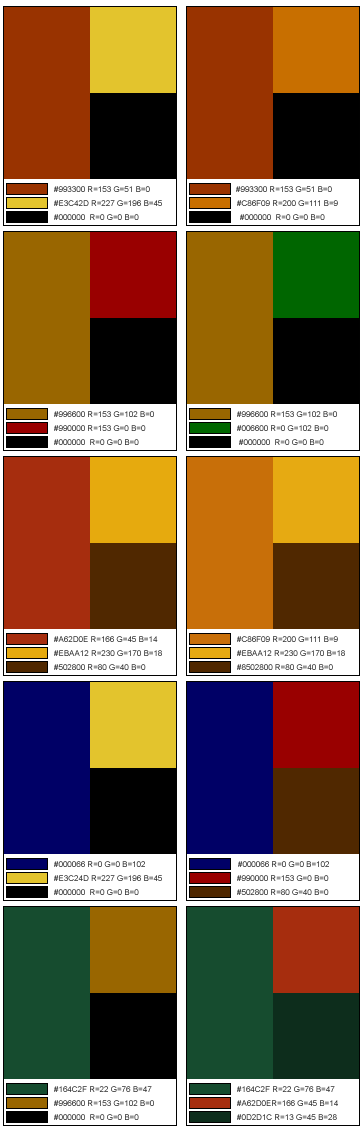 #993300 R=153 G=51 B=0
#E3C42D R=227 G=196 B=45
#000000 R=0 G=0 B=0
#993300 R=153 G=51 B=0
#C86F09 R=200 G=111 B=9
#000000 R=0 G=0 B=0
#996600 R=153 G=102 B=0
#990000 R=153 G=0 B=0
#000000 R=0 G=0 B=0
#996600 R=153 G=102 B=0
#006600 R=0 G=102 B=0
#000000 R=0 G=0 B=0
#A62D0E R=166 G=45 B=14
#EBAA12 R=230 G=170 B=18
#502800 R=80 G=40 B=0
#C86F09 R=200 G=111 B=9
#EBAA12 R=230 G=170 B=18
#8502800 R=80 G=40 B=0
#000066 R=0 G=0 B=102
#E3C24D R=227 G=196 B=45
#000000 R=0 G=0 B=0
#000066 R=0 G=0 B=102
#990000 R=153 G=0 B=0
#502800 R=80 G=40 B=0
#164C2F R=22 G=76 B=47
#996600 R=153 G=102 B=0
#000000 R=0 G=0 B=0
#164C2F R=22 G=76 B=47
#A62D0ER=166 G=45 B=14
#0D2D1C R=13 G=45 B=28